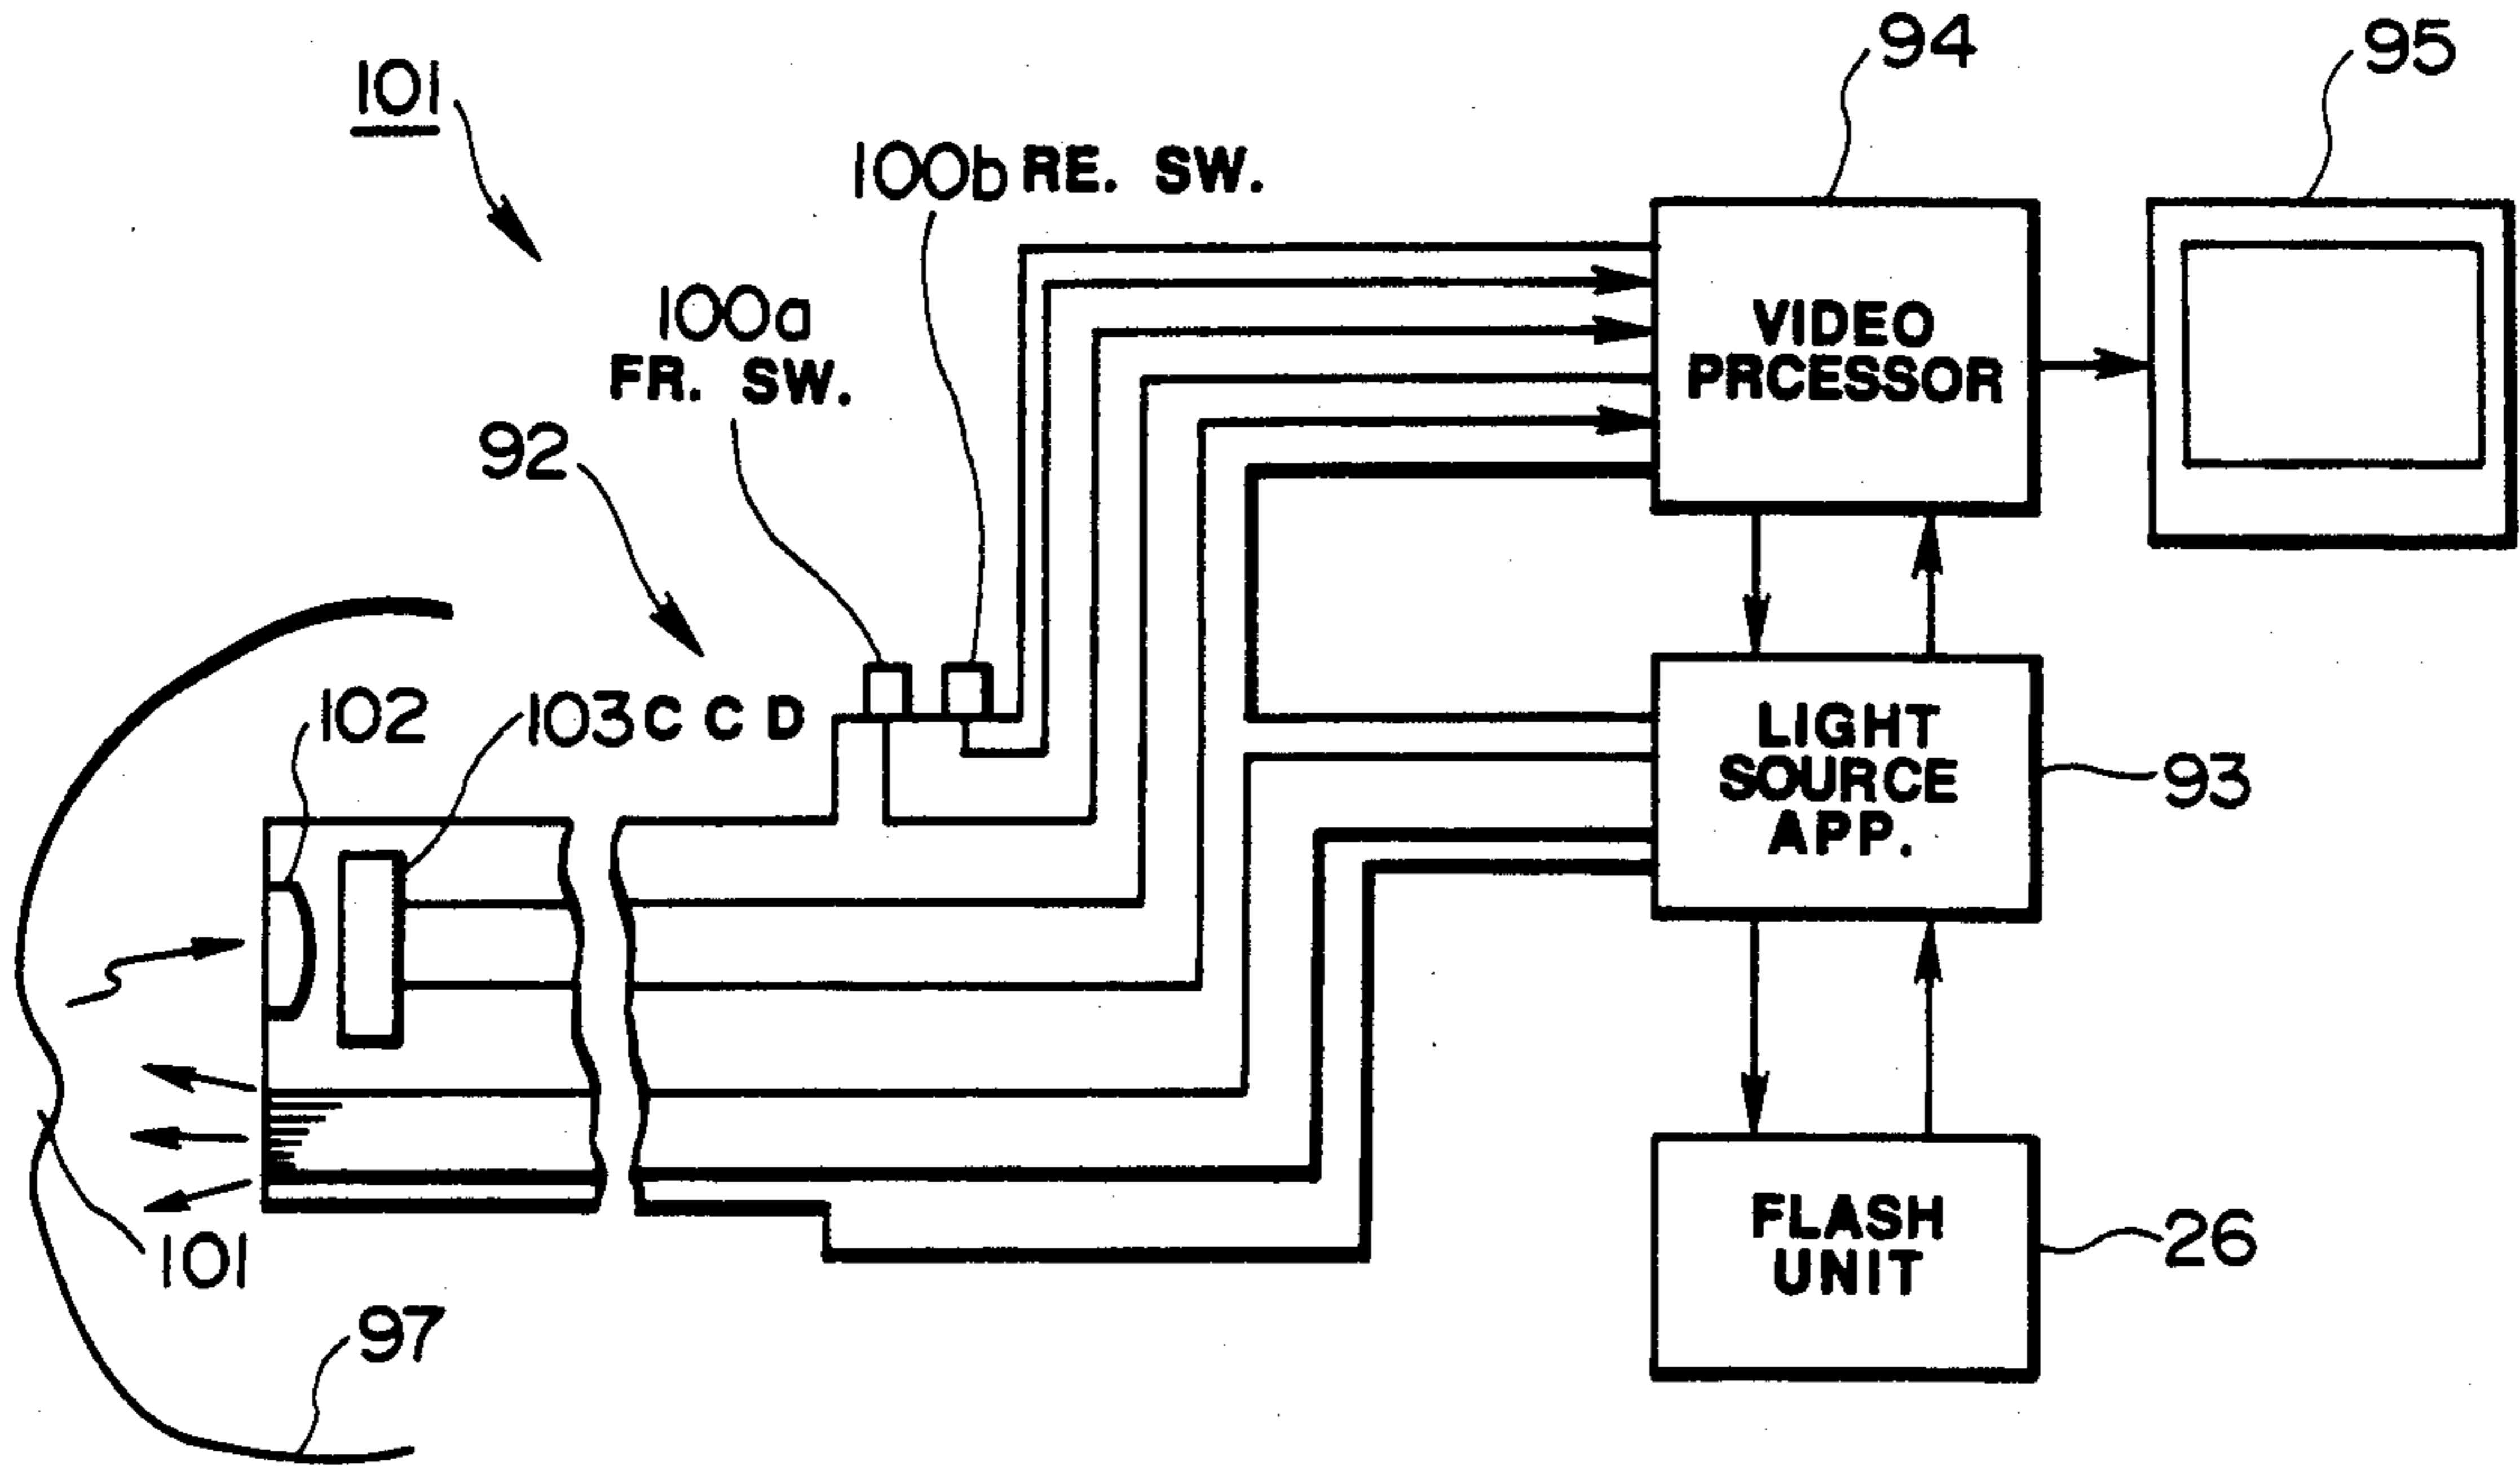 101
94
95
100b RE. SW.
100a
FR. SW.
VIDEO
PRCESSOR
92
102
103 C C D
LIGHT
SOURCE
APP.
93
FLASH
UNIT
26
101
97